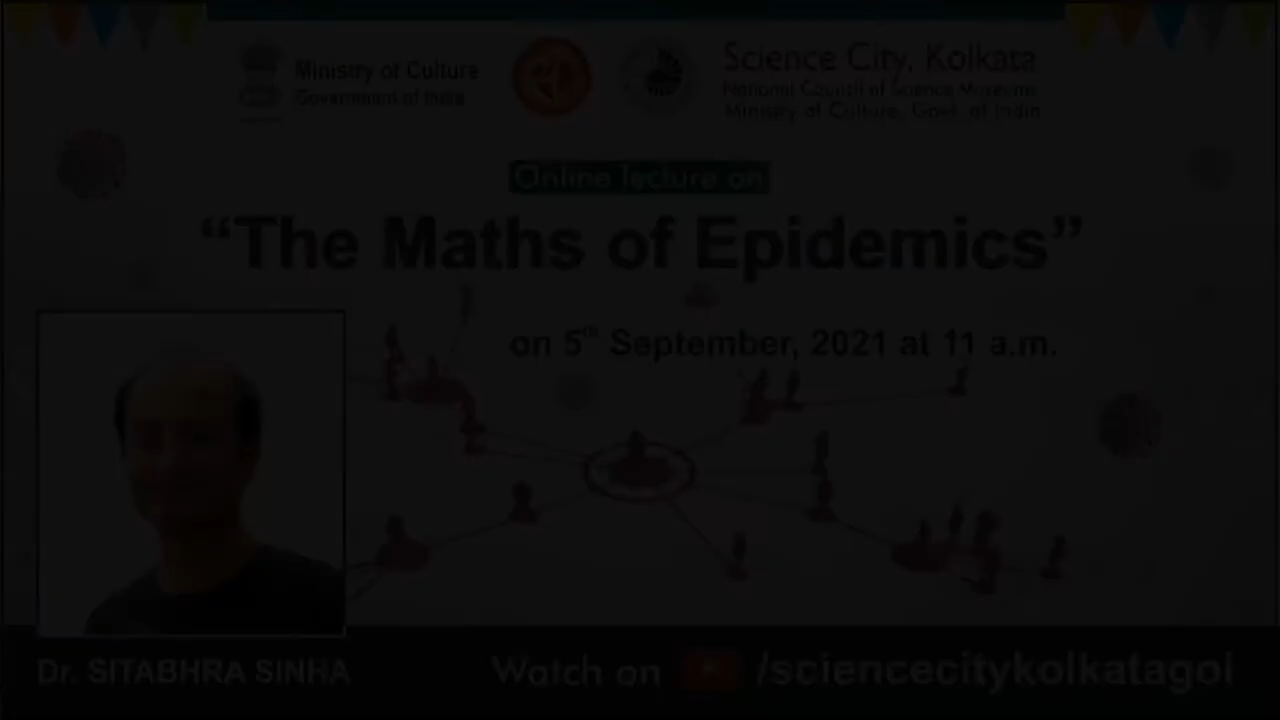 Ministry of Culture
Government of India
Science City, Kolkata
National Council of Science Museums
Ministry of Culture, Govt. of India
Online lecture on
“The Maths of Epidemics”
on 5th September, 2021 at 11 a.m.
Dr. SITABHRA SINHA
Watch on /sciencecitykolkatagoi